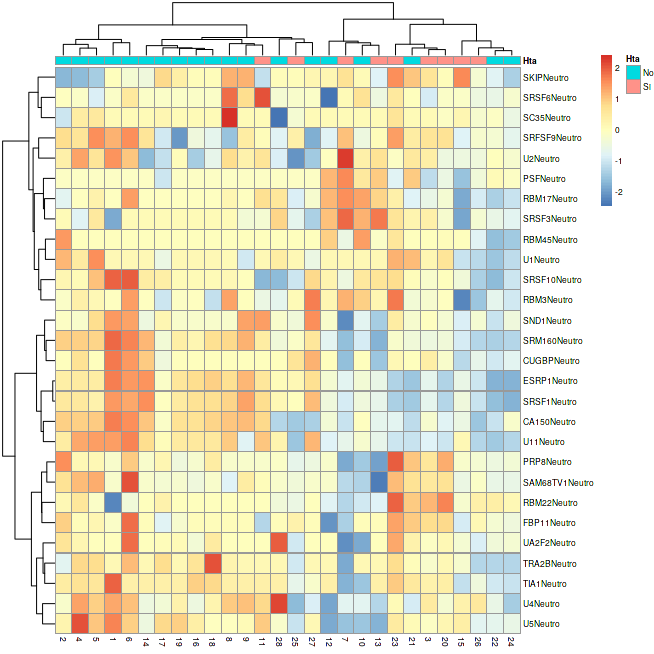 Hta
SKIPNeutro
SRSF6Neutro
SC35Neutro
SRFSF9Neutro
U2Neutro
PSFNeutro
RBM17Neutro
SRSF3Neutro
RBM45Neutro
U1Neutro
SRSF10Neutro
RBM3Neutro
SND1Neutro
SRM160Neutro
CUGBPNeutro
ESRP1Neutro
SRSF1Neutro
CA150Neutro
U11Neutro
PRP8Neutro
SAM68TV1Neutro
RBM22Neutro
FBP11Neutro
UA2F2Neutro
TRA2BNeutro
TIA1Neutro
U4Neutro
U5Neutro
2 4 5 1 6 14 17 19 16 18 8 9 11 28 25 27 12 7 10 13 23 21 3 20 15 26 22 24
2
1
0
-1
-2
Hta
No
Si